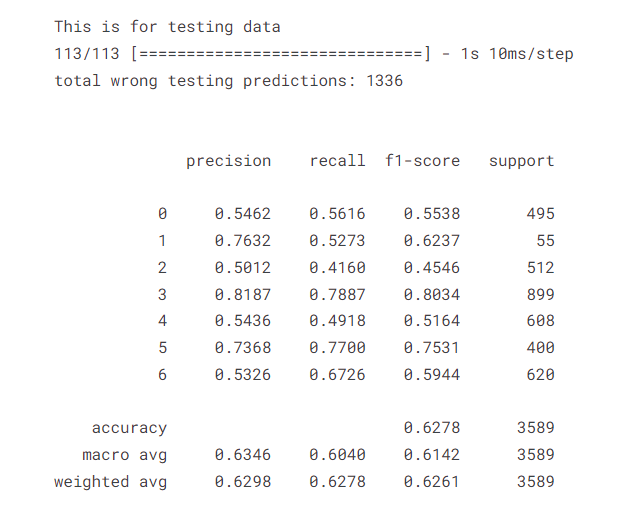 This is for testing data
113/113 [==============================] - 1s 10ms/step
total wrong testing predictions: 1336
precision recall f1-score support
0 0.5462 0.5616 0.5538 495
1 0.7632 0.5273 0.6237 55
2 0.5012 0.4160 0.4546 512
3 0.8187 0.7887 0.8034 899
4 0.5436 0.4918 0.5164 608
5 0.7368 0.7700 0.7531 400
6 0.5326 0.6726 0.5944 620
accuracy 0.6278 3589
macro avg 0.6346 0.6040 0.6142 3589
weighted avg 0.6298 0.6278 0.6261 3589